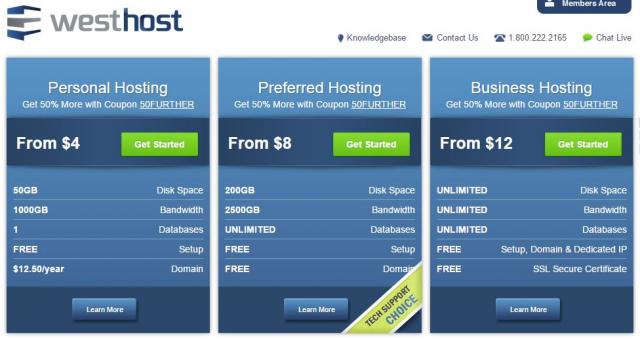 westhost
Members Area
Knowledgebase Contact Us 1.800.222.2165 Chat Live
Personal Hosting
Get 50% More with Coupon 50FURTHER
From $4 Get Started
50GB Disk Space
1000GB Bandwidth
1 Databases
FREE Setup
$12.50/year Domain
Learn More
Preferred Hosting
Get 50% More with Coupon 50FURTHER
From $8 Get Started
200GB Disk Space
2500GB Bandwidth
UNLIMITED Databases
FREE Setup
FREE Domain
Learn More
TECH SUPPORT
CHOICE
Business Hosting
Get 50% More with Coupon 50FURTHER
From $12 Get Started
UNLIMITED Disk Space
UNLIMITED Bandwidth
UNLIMITED Databases
FREE Setup, Domain & Dedicated IP
FREE SSL Secure Certificate
Learn More